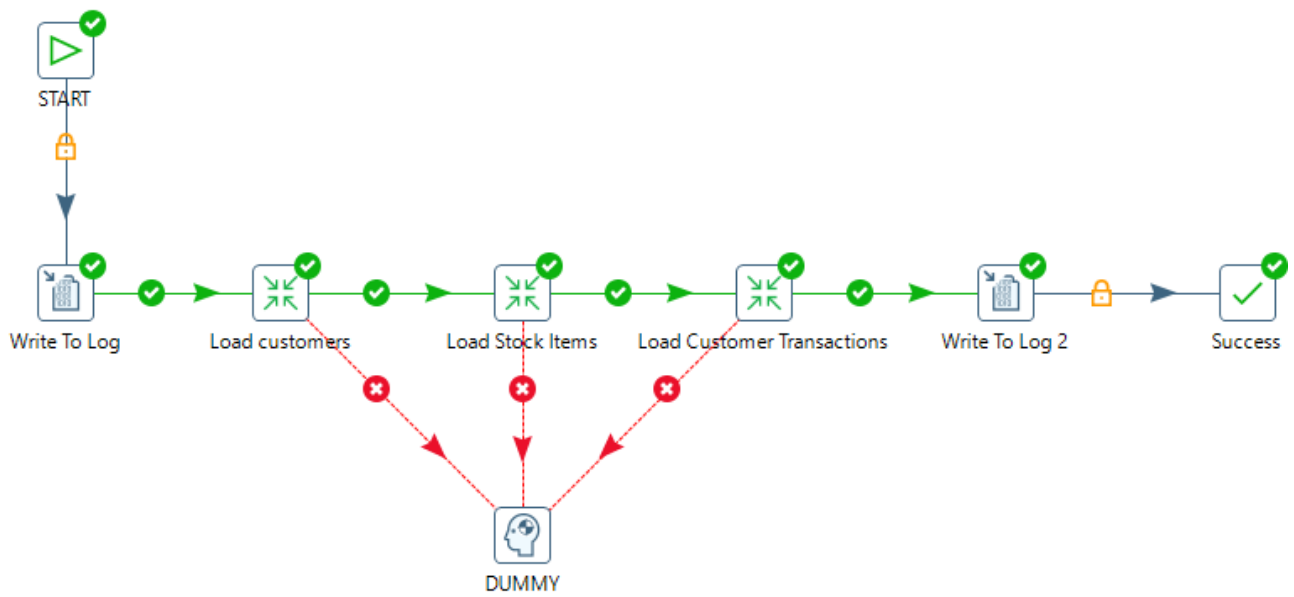 START
Write To Log
Load customers
Load Stock Items
Load Customer Transactions
Write To Log 2
Success
DUMMY